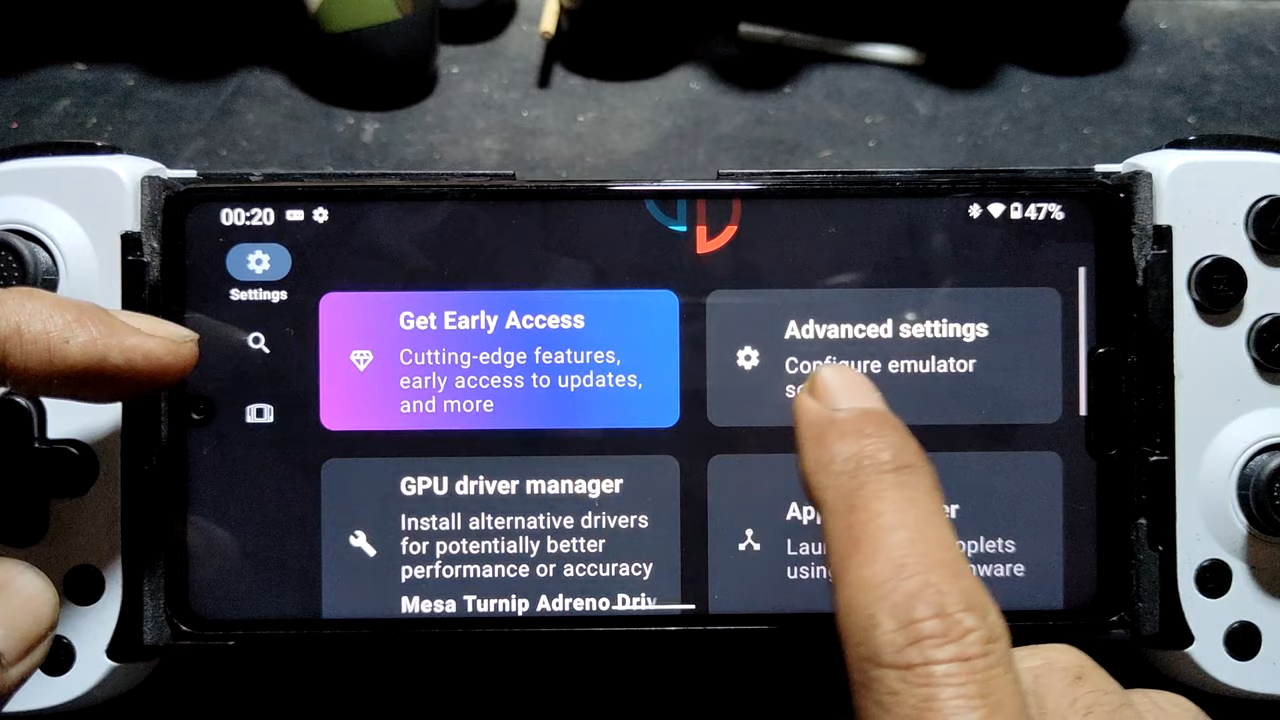 00:20
47%
Settings
Get Early Access
Cutting-edge features,
early access to updates,
and more
Advanced settings
Configure emulator
GPU driver manager
Install alternative drivers
for potentially better
performance or accuracy
Mesa Turnip Adreno Driv